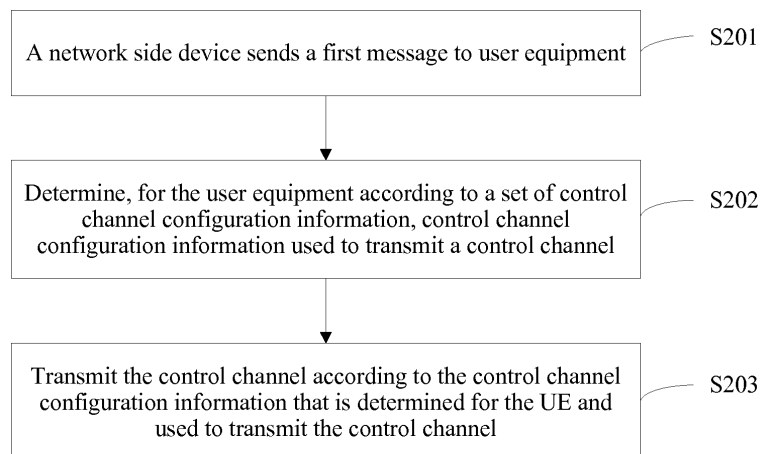 A network side device sends a first message to user equipment
S201
Determine, for the user equipment according to a set of control
channel configuration information, control channel
configuration information used to transmit a control channel
S202
Transmit the control channel according to the control channel
configuration information that is determined for the UE and
used to transmit the control channel
S203